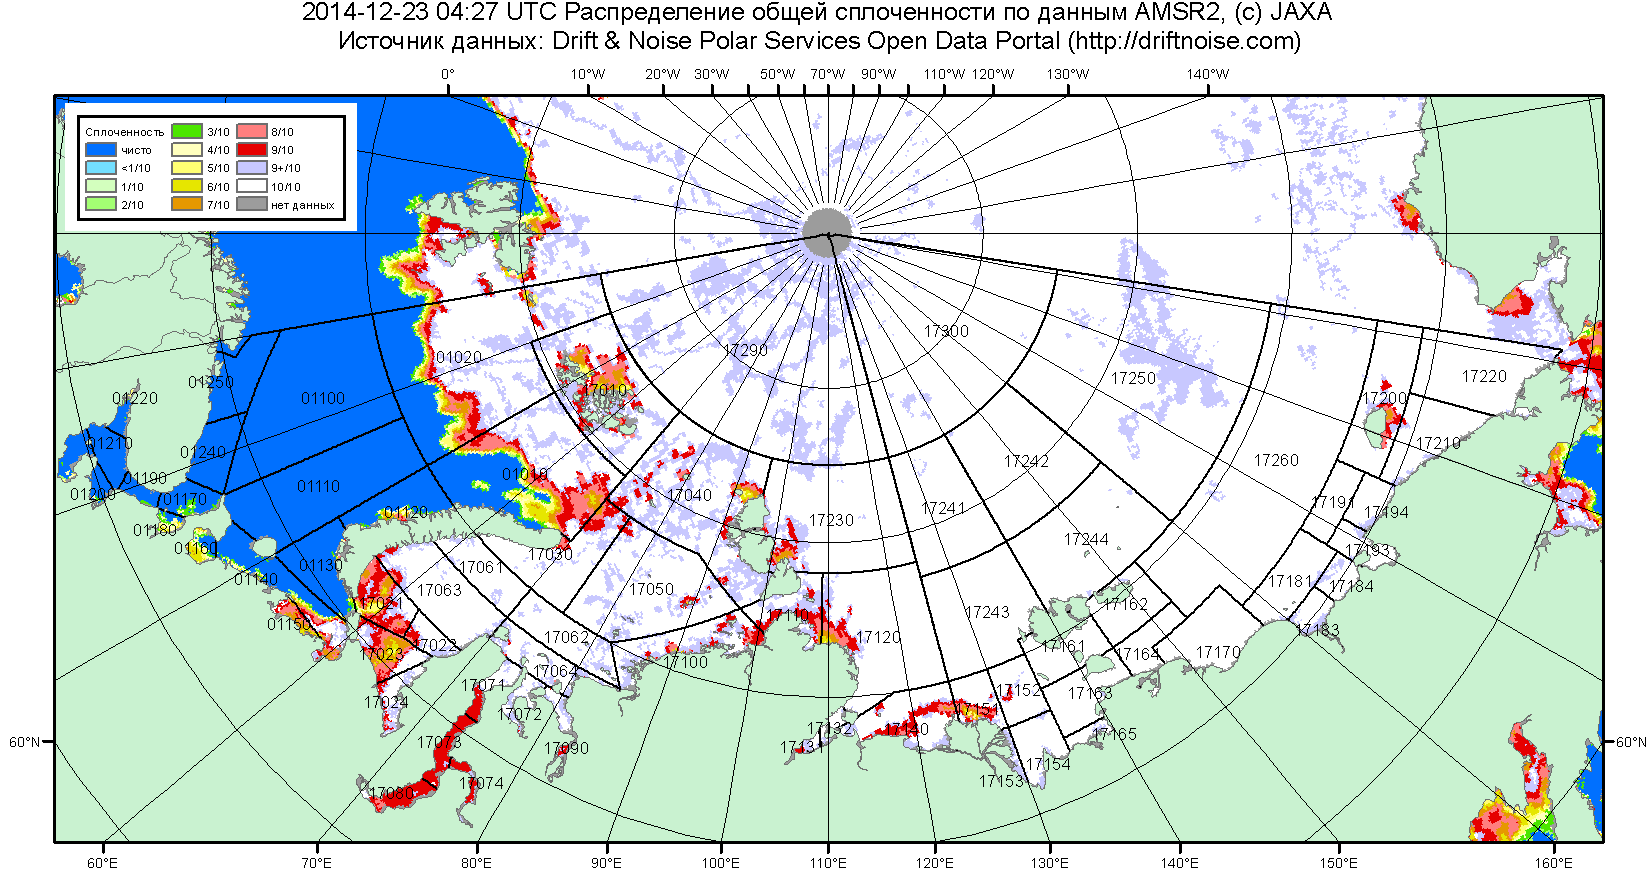 2014-12-23 04:27 UTC Распределение общей сплоченности по данным AMSR2, (c) JAXA
Источник данных: Drift & Noise Polar Services Open Data Portal (http://driftnoise.com)
0° 10°W 20°W 30°W 50°W 70°W 90°W 110°W 120°W 130°W 140°W
Сплоченность
чисто
<1/10
1/10
2/10
3/10
4/10
5/10
6/10
7/10
8/10
9/10
9+/10
10/10
нет данных
17300
17290
01020
17250 17220
01250
01220 01100 17010 17200
01210 17210
01240 17242 17260
01190 01019
01200 01170 01110 17040 17191
01180 01120 17230 17241 17194
01160 17030 17244 17193
01140 01130 17061 17181 17184
17063 17050
17021 17162
01150 17110 17243 17183
17022 17062 17120
17023 17100 17161 17164 17170
17064
17071 17152 17163
17024 17072 17151
17132 17140 17165
17073 17090 1713
17154
17074 17153
17080
60°N 60°N
60°E 70°E 80°E 90°E 100°E 110°E 120°E 130°E 140°E 150°E 160°E